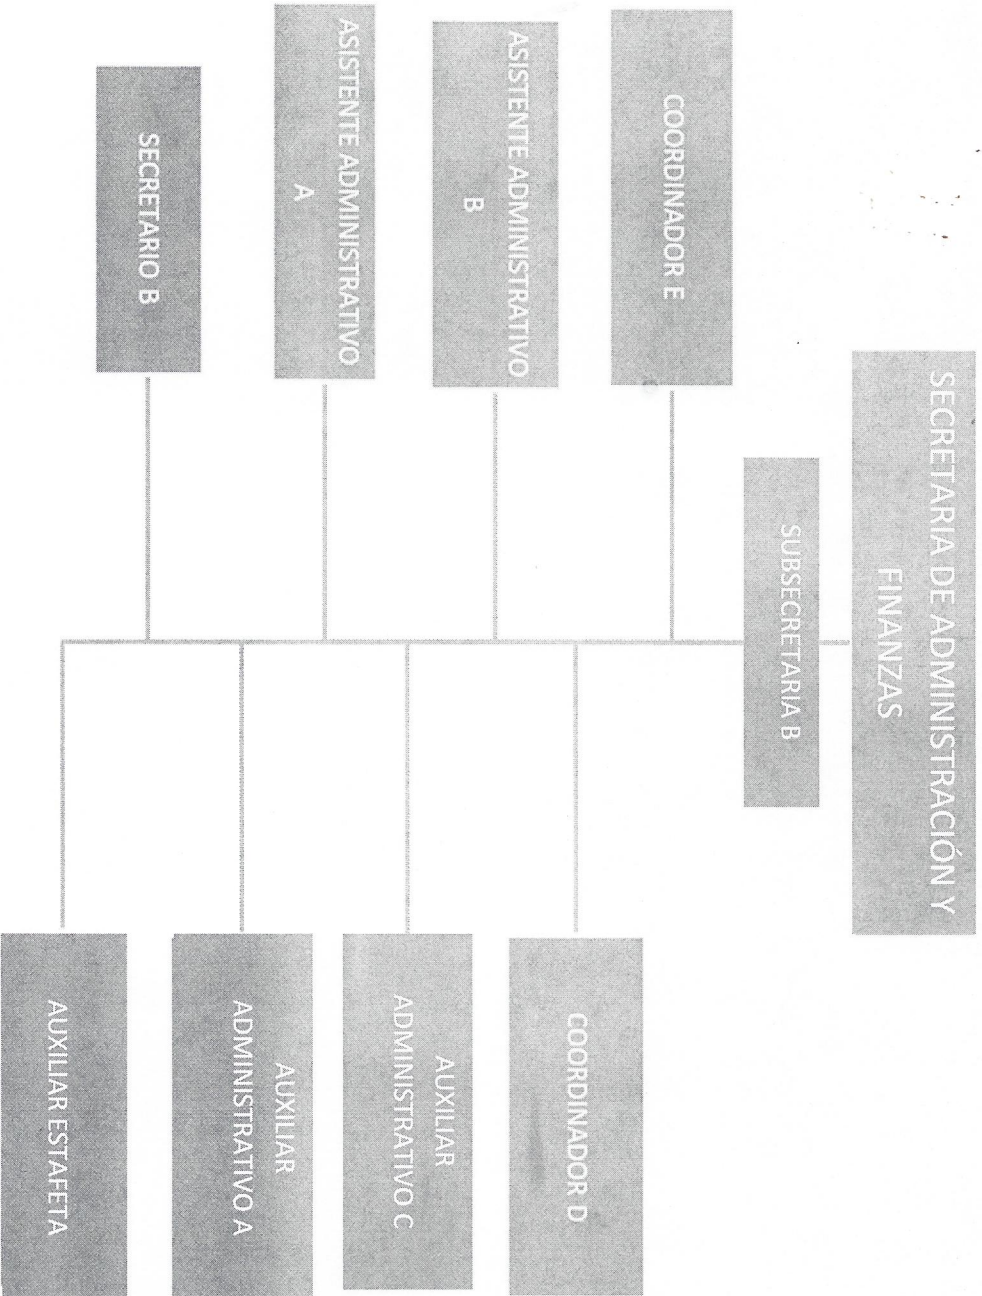 SECRETARIA DE ADMINISTRACIÓN Y
FINANZAS
SUBSECRETARIA B
COORDINADOR E
COORDINADOR D
ASISTENTE ADMINISTRATIVO
B
AUXILIAR
ADMINISTRATIVO C
ASISTENTE ADMINISTRATIVO
A
AUXILIAR
ADMINISTRATIVO A
SECRETARIO B
AUXILIAR ESTAFETA